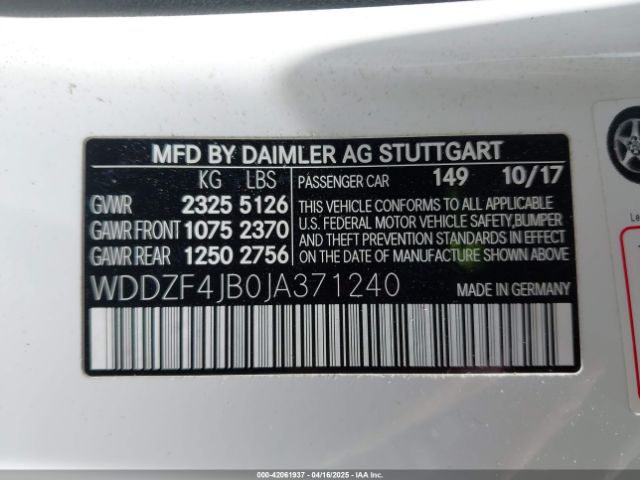 MFD BY DAIMLER AG STUTTGART
KG LBS
GVWR 2325 5126
GAWR FRONT 1075 2370
GAWR REAR 1250 2756
PASSENGER CAR 149 10/17
THIS VEHICLE CONFORMS TO ALL APPLICABLE
U.S. FEDERAL MOTOR VEHICLE SAFETY, BUMPER
AND THEFT PREVENTION STANDARDS IN EFFECT
ON THE DATE OF MANUFACTURE SHOWN ABOVE
WDDZF4JB0JA371240
MADE IN GERMANY
000-42061937 - 04/16/2025 - IAAI.COM